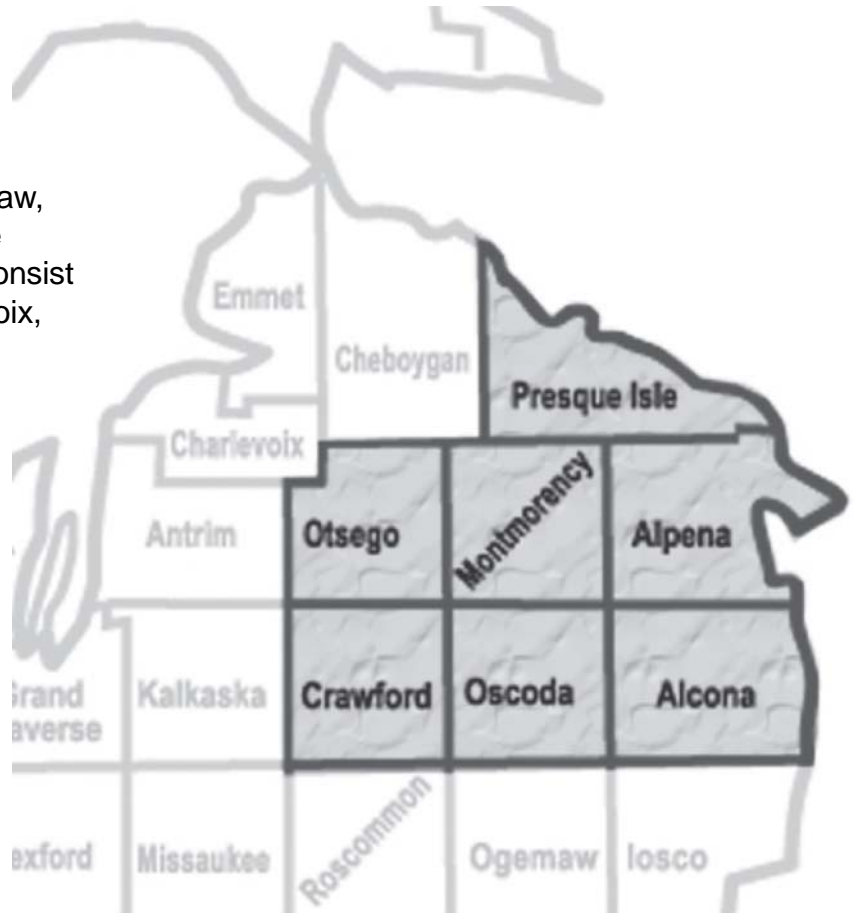 aw,
onsist
oix,
Emmet
Cheboygan
Presque Isle
Charlevoix
Antrim
Otsego
Montmorency
Alpena
rand
averse
Kalkaska
Crawford
Oscoda
Alcona
exford
Missaukee
Roscommon
Ogemaw
Iosco